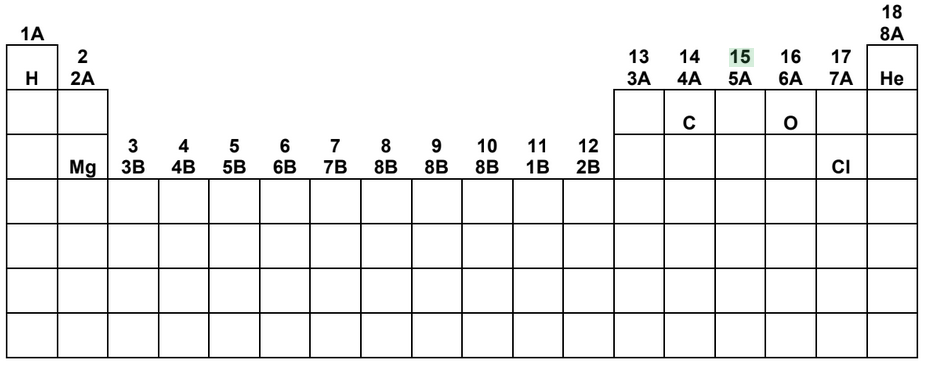 18
1A 8A
2 13 14 15 16 17
H 2A 3A 4A 5A 6A 7A He
C O
3 4 5 6 7 8 9 10 11 12
Mg 3B 4B 5B 6B 7B 8B 8B 8B 1B 2B Cl